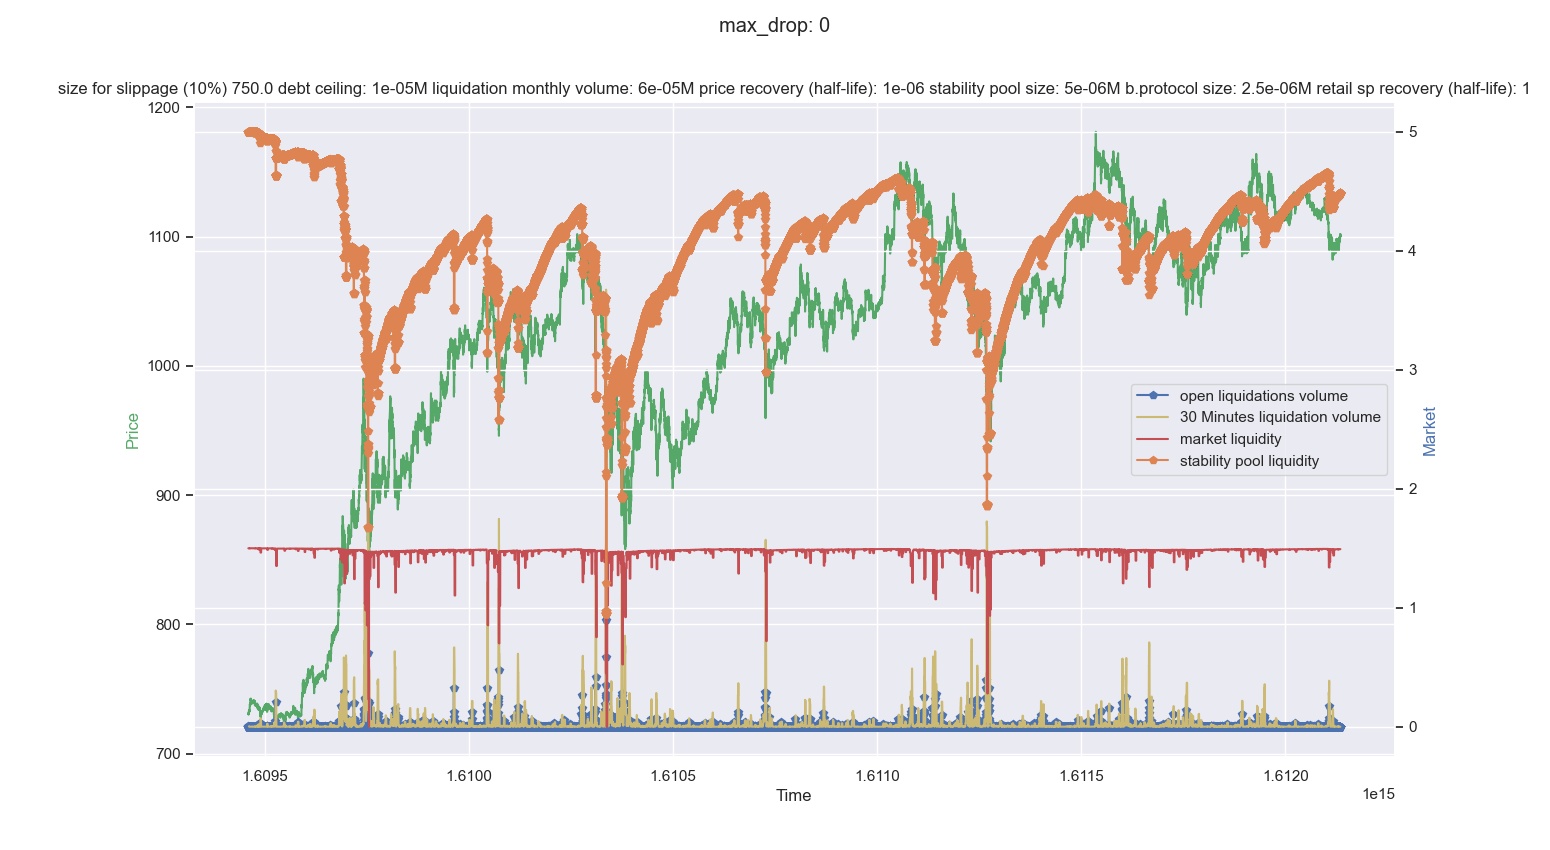 max_drop: 0
size for slippage (10%) 750.0 debt ceiling: 1e-05M liquidation monthly volume: 6e-05M price recovery (half-life): 1e-06 stability pool size: 5e-06M b.protocol size: 2.5e-06M retail sp recovery (half-life): 1
1200
1100
1000
900
800
700
Price
5
4
3
2
1
0
Market
open liquidations volume
30 Minutes liquidation volume
market liquidity
stability pool liquidity
1.6095
1.6100
1.6105
1.6110
1.6115
1.6120
1e15
Time